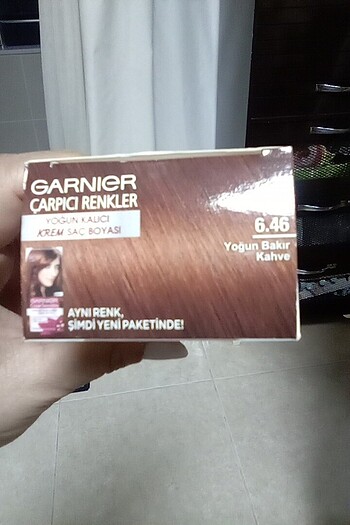 GARNIER
ÇARPICI RENKLER
YOĞUN KALICI
KREM SAÇ BOYASI
6.46
Yoğun Bakır
Kahve
GARNIER
AYNI RENK,
ŞİMDİ YENİ PAKETİNDE!